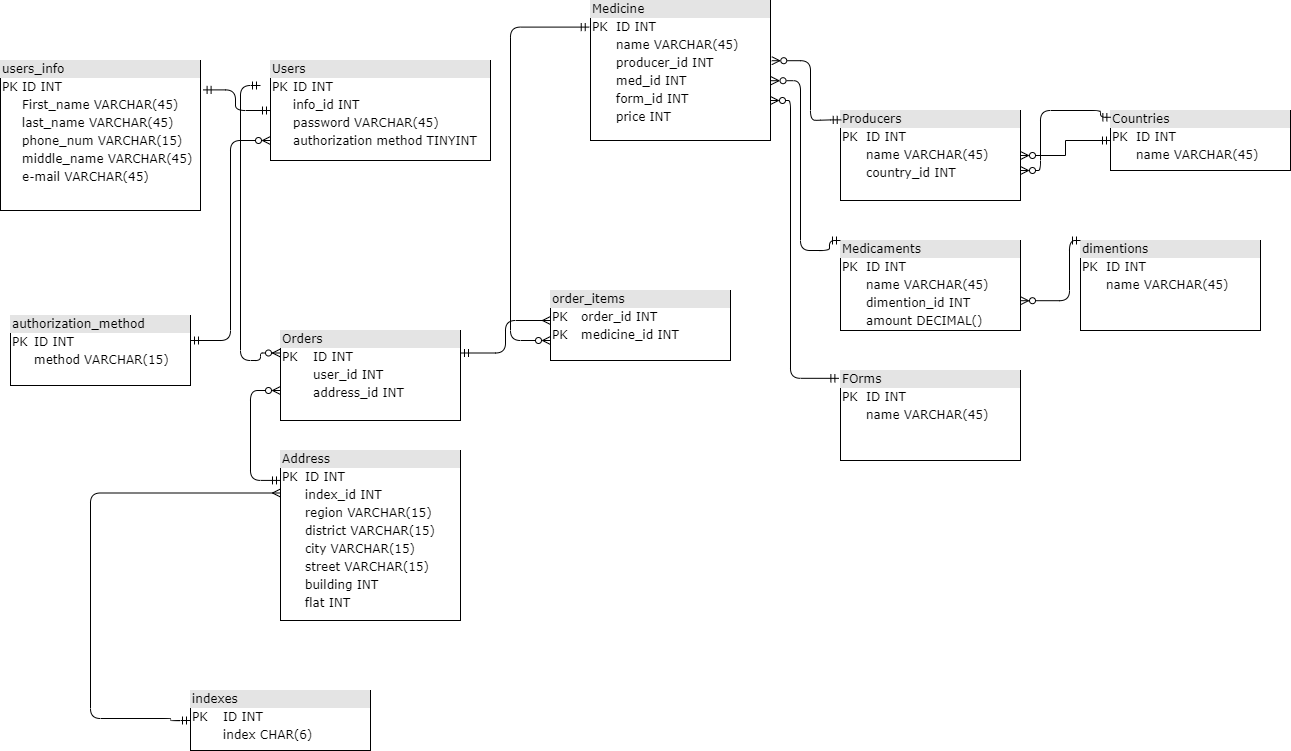 Medicine
PK ID INT
name VARCHAR(45)
producer_id INT
med_id INT
form_id INT
price INT
users_info
PK ID INT
First_name VARCHAR(45)
last_name VARCHAR(45)
phone_num VARCHAR(15)
middle_name VARCHAR(45)
e-mail VARCHAR(45)
Users
PK ID INT
info_id INT
password VARCHAR(45)
authorization method TINYINT
Producers
PK ID INT
name VARCHAR(45)
country_id INT
Countries
PK ID INT
name VARCHAR(45)
Medicaments
PK ID INT
name VARCHAR(45)
dimention_id INT
amount DECIMAL()
dimentions
PK ID INT
name VARCHAR(45)
order_items
PK order_id INT
PK medicine_id INT
authorization_method
PK ID INT
method VARCHAR(15)
Orders
PK ID INT
user_id INT
address_id INT
FOrms
PK ID INT
name VARCHAR(45)
Address
PK ID INT
index_id INT
region VARCHAR(15)
district VARCHAR(15)
city VARCHAR(15)
street VARCHAR(15)
building INT
flat INT
indexes
PK ID INT
index CHAR(6)